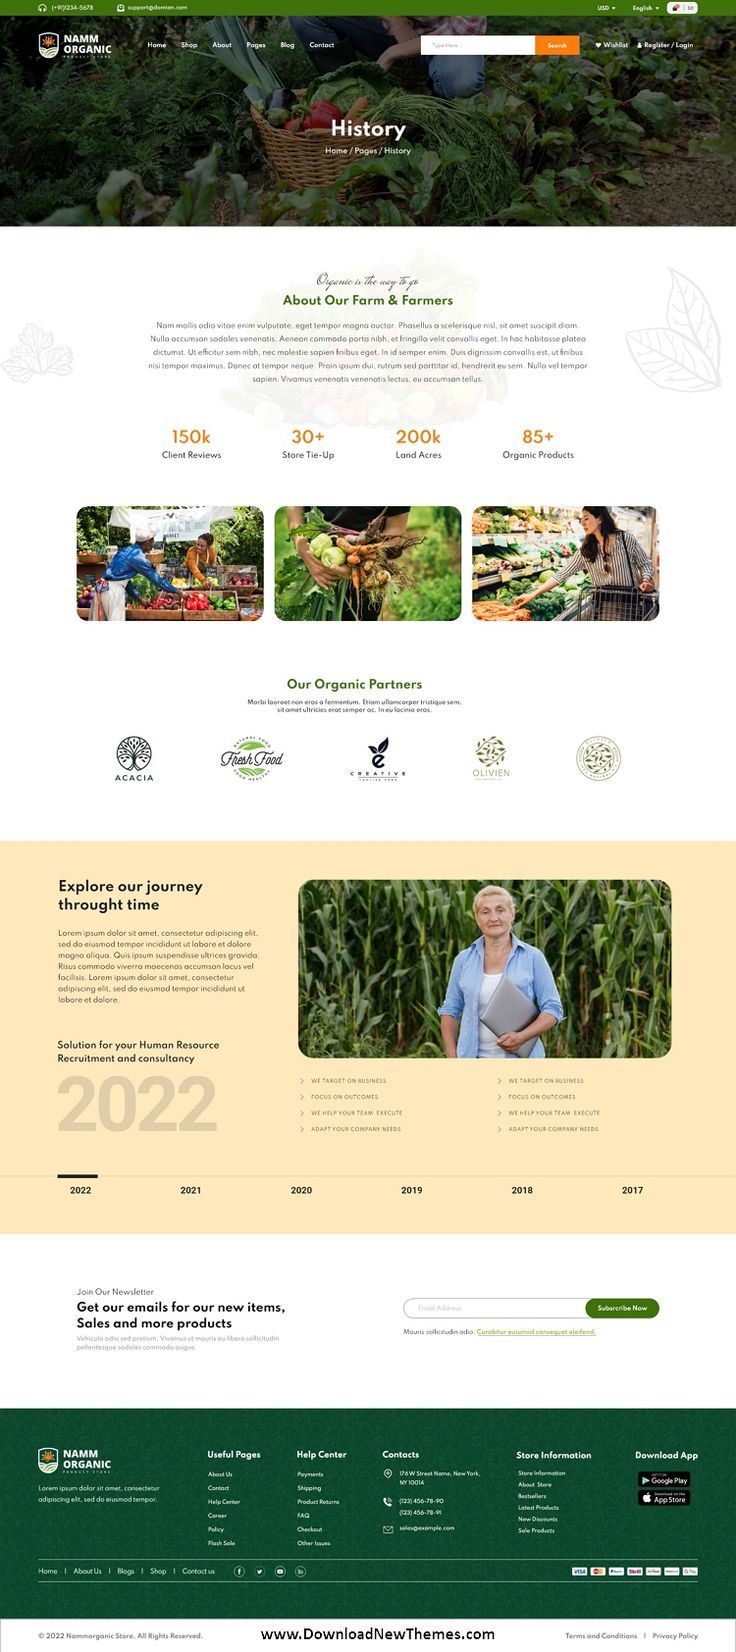 (+91)1234-5678 support@domian.com USD English $0
NAMM
ORGANIC
PRODUCT STORE
Home Shop About Pages Blog Contact
Type Here... Search
Wishlist Register / Login
History
Home / Pages / History
Organic is the way to go
About Our Farm & Farmers
Nam mollis odio vitae enim vulputate, eget tempor magna auctor. Phasellus a scelerisque nisl, sit amet suscipit diam.
Nulla accumsan sodales venenatis. Aenean commodo porta nibh, et fringilla velit convallis eget. In hac habitasse platea
dictumst. Ut efficitur sem nibh, nec molestie sapien finibus eget. In id semper enim. Duis dignissim convallis est, ut finibus
nisi tempor maximus. Donec at tempor neque. Proin ipsum dui, rutrum sed porttitor id, hendrerit eu sem. Nulla vel tempor
sapien. Vivamus venenatis venenatis lectus, eu accumsan tellus.
150k 30+ 200k 85+
Client Reviews Store Tie-Up Land Acres Organic Products
MARKET
Our Organic Partners
Morbi laoreet non eros a fermentum. Etiam ullamcorper tristique sem,
sit amet ultricies erat semper ac. In eu lacinia eros.
ACACIA
NATURAL FOOD
Fresh Food
FOOD HEALTHY
CREATIVE
TAGLINE HERE
OLIVIEN
Explore our journey
throught time
Lorem ipsum dolor sit amet, consectetur adipiscing elit,
sed do eiusmod tempor incididunt ut labore et dolore
magna aliqua. Quis ipsum suspendisse ultrices gravida.
Risus commodo viverra maecenas accumsan lacus vel
facilisis. Lorem ipsum dolor sit amet, consectetur
adipiscing elit, sed do eiusmod tempor incididunt ut
labore et dolore.
Solution for your Human Resource
Recruitment and consultancy
2022
WE TARGET ON BUSINESS
FOCUS ON OUTCOMES
WE HELP YOUR TEAM EXECUTE
ADAPT YOUR COMPANY NEEDS
WE TARGET ON BUSINESS
FOCUS ON OUTCOMES
WE HELP YOUR TEAM EXECUTE
ADAPT YOUR COMPANY NEEDS
2022 2021 2020 2019 2018 2017
Join Our Newsletter
Get our emails for our new items,
Sales and more products
Vehicula odio sed pretium. Vivamus ut mauris eu libero sollicitudin
pellentesque sodales commodo augue.
Email Address Subsrcribe Now
Mauris sollicitudin odio. Curabitur euismod consequat eleifend.
NAMM
ORGANIC
PRODUCT STORE
Lorem ipsum dolor sit amet, consectetur
adipiscing elit, sed do eiusmod tempor.
Useful Pages
About Us
Contact
Help Center
Career
Policy
Flash Sale
Help Center
Payments
Shipping
Product Returns
FAQ
Checkout
Other Issues
Contacts
176 W Street Name, New York,
NY 10014
(123) 456-78-90
(123) 456-78-91
sales@example.com
Store Information
Store Information
About Store
Bestsellers
Latest Products
New Discounts
Sale Products
Download App
GET IT ON
Google Play
Download on the
App Store
Home | About Us | Blogs | Shop | Contact us
VISA PayPal Skrill G Pay
© 2022 Nammorganic Store. All Rights Reserved. www.DownloadNewThemes.com Terms and Conditions | Privacy Policy